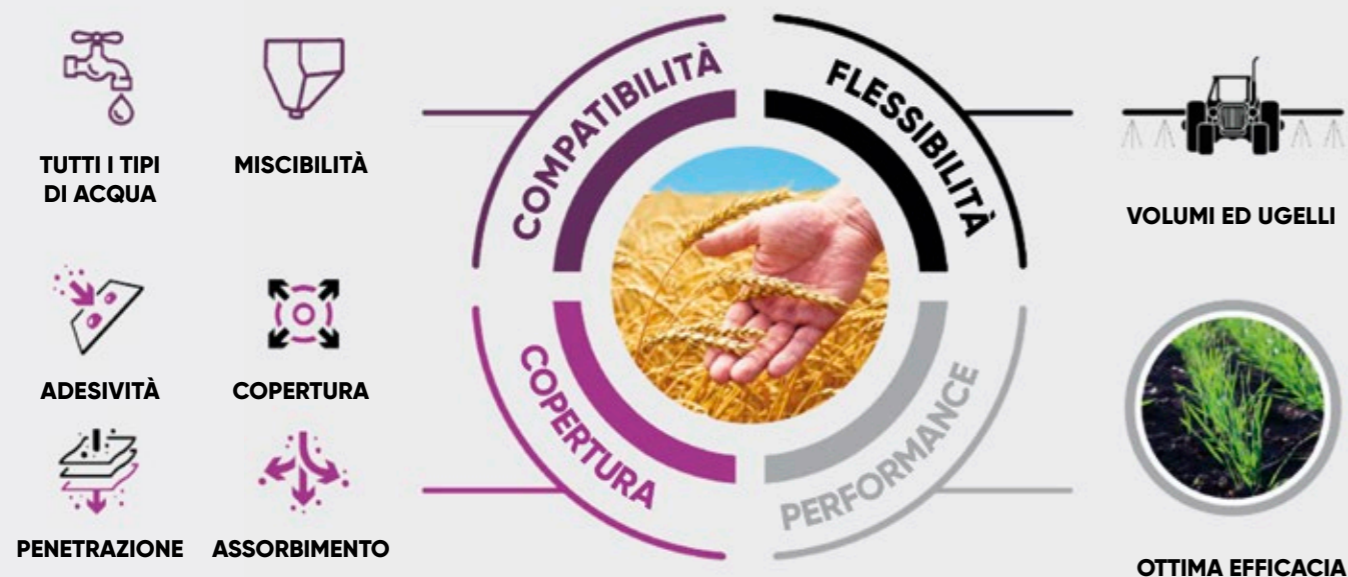 TUTTI I TIPI
DI ACQUA
MISCIBILITÀ
ADESIVITÀ
COPERTURA
PENETRAZIONE
ASSORBIMENTO
COMPATIBILITÀ
FLESSIBILITÀ
COPERTURA
PERFORMANCE
VOLUMI ED UGELLI
OTTIMA EFFICACIA